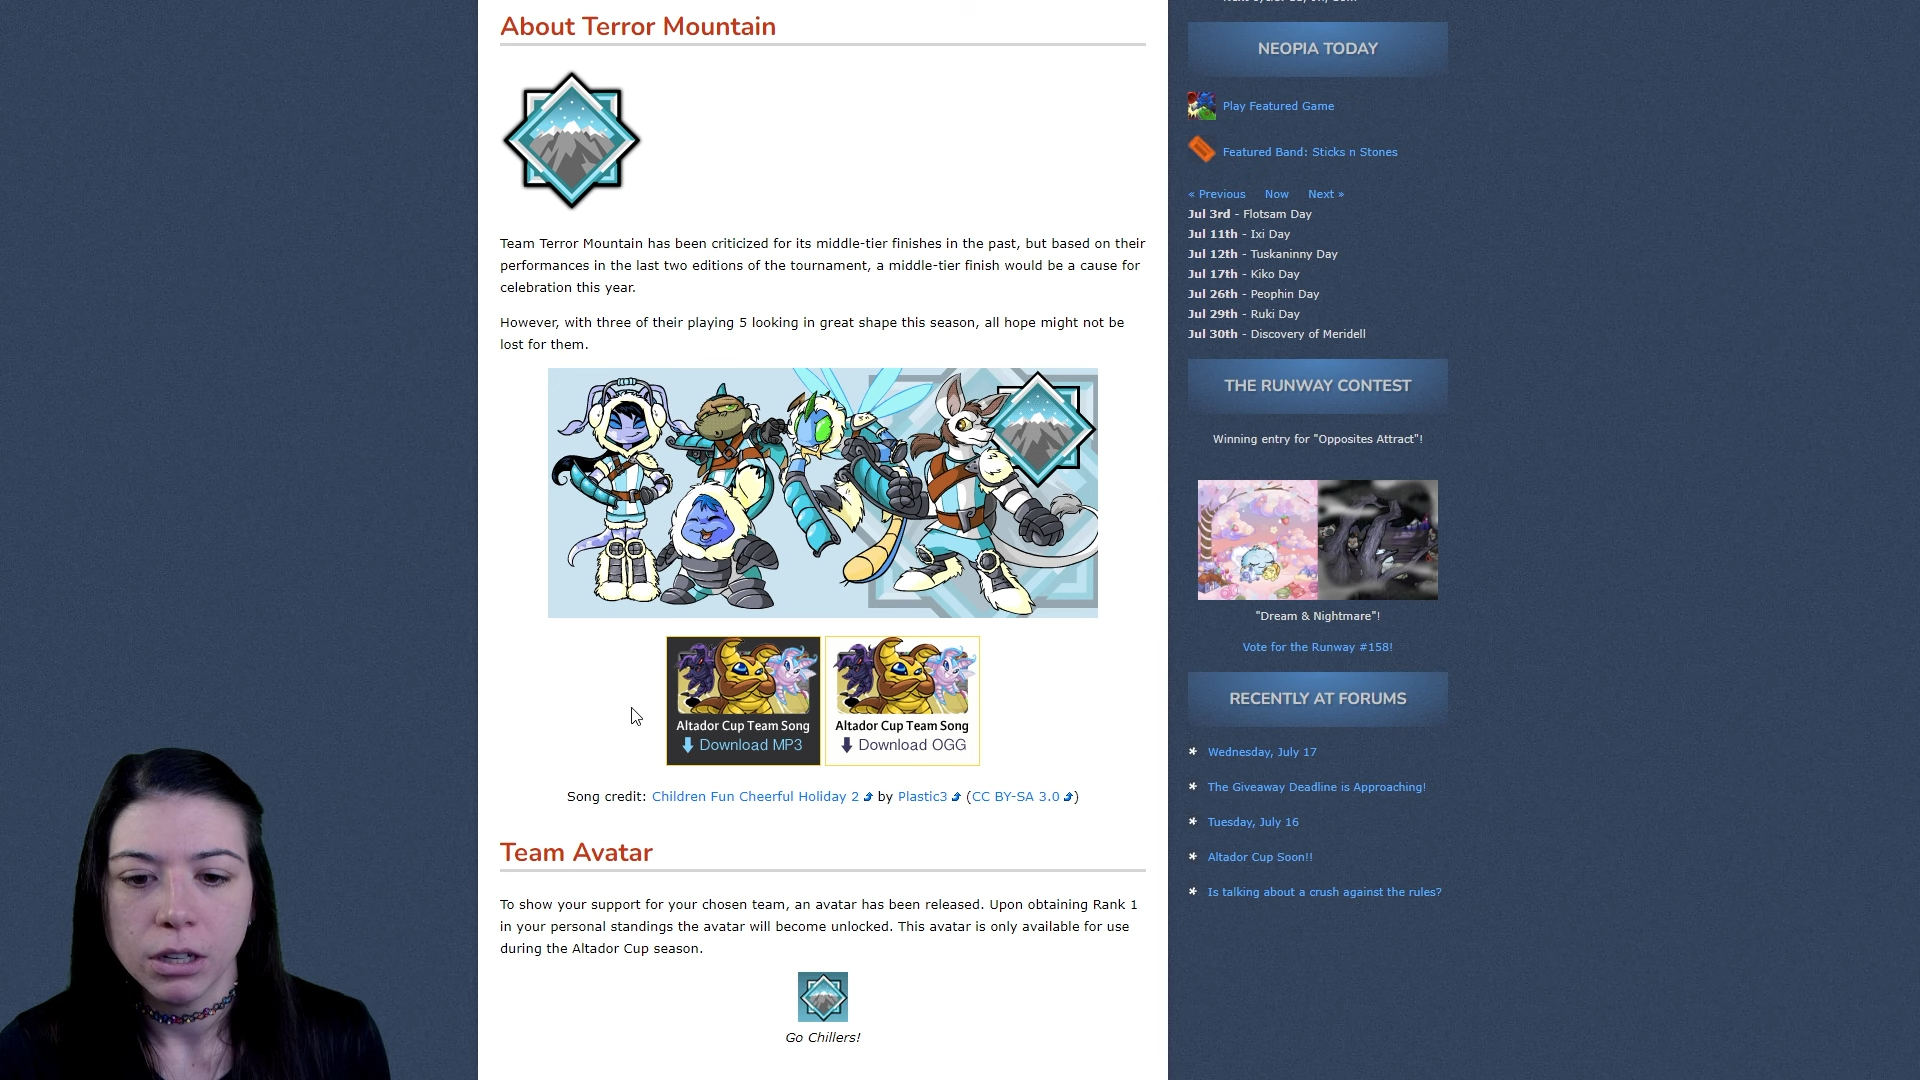 About Terror Mountain
Team Terror Mountain has been criticized for its middle-tier finishes in the past, but based on their
performances in the last two editions of the tournament, a middle-tier finish would be a cause for
celebration this year.
However, with three of their playing 5 looking in great shape this season, all hope might not be
lost for them.
Altador Cup Team Song
Download MP3
Altador Cup Team Song
Download OGG
Song credit: Children Fun Cheerful Holiday 2 by Plastic3 (CC BY-SA 3.0)
Team Avatar
To show your support for your chosen team, an avatar has been released. Upon obtaining Rank 1
in your personal standings the avatar will become unlocked. This avatar is only available for use
during the Altador Cup season.
Go Chillers!
NEOPIA TODAY
Play Featured Game
Featured Band: Sticks n Stones
« Previous Now Next »
Jul 3rd - Flotsam Day
Jul 11th - Ixi Day
Jul 12th - Tuskaninny Day
Jul 17th - Kiko Day
Jul 26th - Peophin Day
Jul 29th - Ruki Day
Jul 30th - Discovery of Meridell
THE RUNWAY CONTEST
Winning entry for "Opposites Attract"!
"Dream & Nightmare"!
Vote for the Runway #158!
RECENTLY AT FORUMS
* Wednesday, July 17
* The Giveaway Deadline is Approaching!
* Tuesday, July 16
* Altador Cup Soon!!
* Is talking about a crush against the rules?